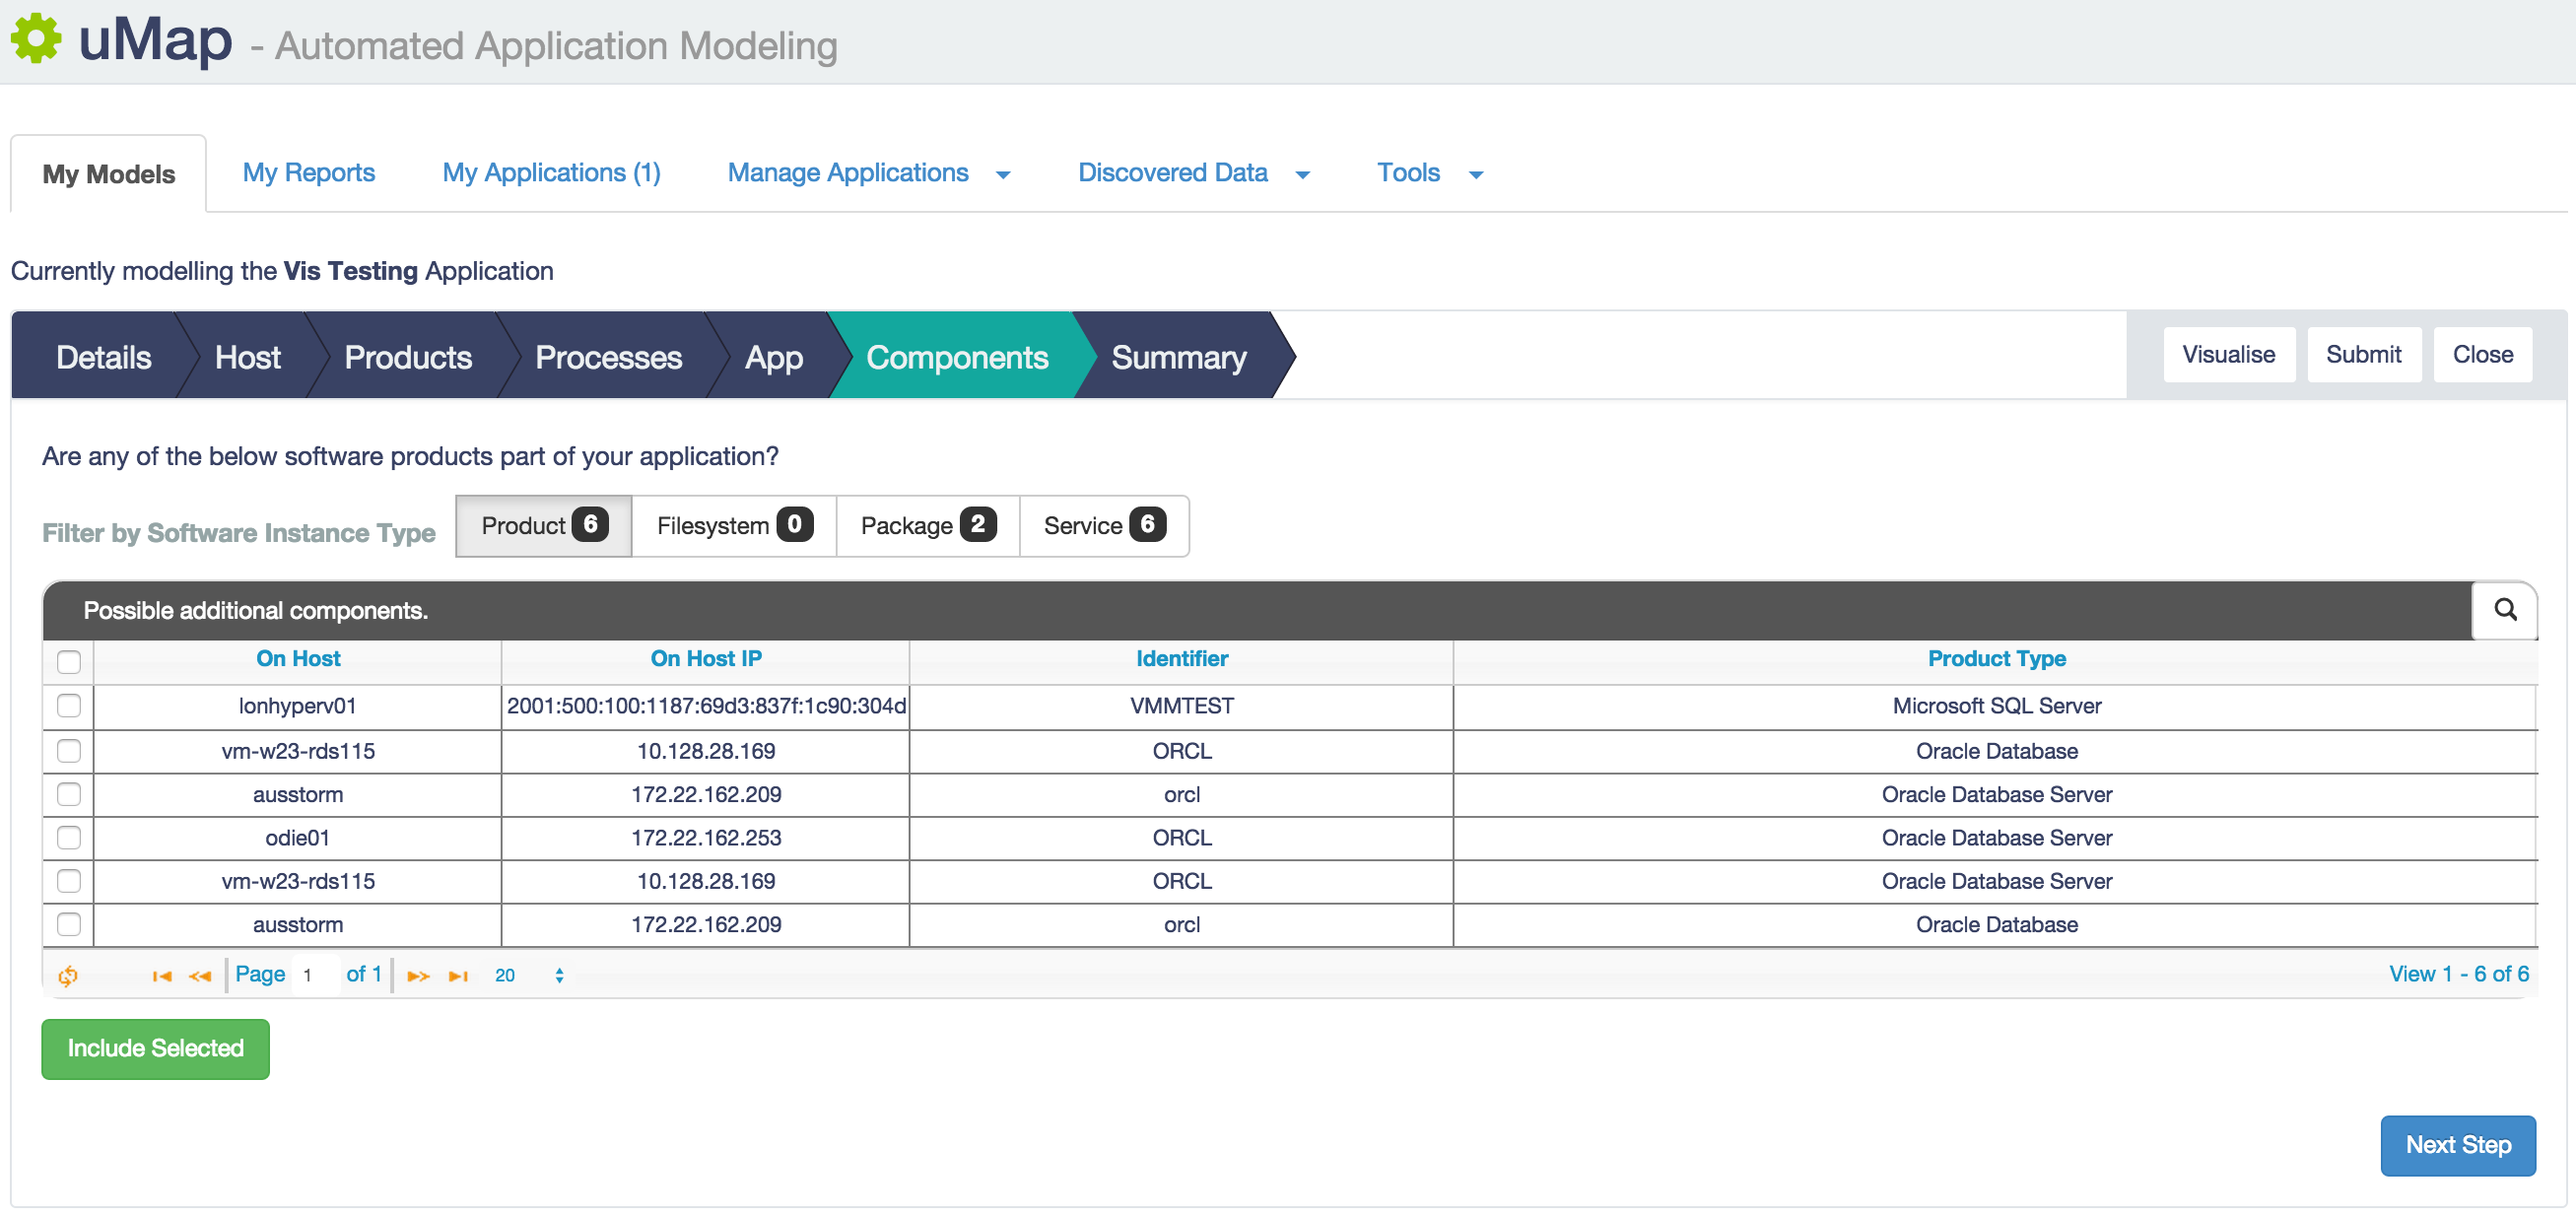 uMap - Automated Application Modeling
My Models My Reports My Applications (1) Manage Applications Discovered Data Tools
Currently modelling the Vis Testing Application
Details Host Products Processes App Components Summary Visualise Submit Close
Are any of the below software products part of your application?
Filter by Software Instance Type Product 6 Filesystem 0 Package 2 Service 6
Possible additional components.
On Host On Host IP Identifier Product Type
lonhyperv01 2001:500:100:1187:69d3:837f:1c90:304d VMMTEST Microsoft SQL Server
vm-w23-rds115 10.128.28.169 ORCL Oracle Database
ausstorm 172.22.162.209 orcl Oracle Database Server
odie01 172.22.162.253 ORCL Oracle Database Server
vm-w23-rds115 10.128.28.169 ORCL Oracle Database Server
ausstorm 172.22.162.209 orcl Oracle Database
Page 1 of 1 20 View 1 - 6 of 6
Include Selected
Next Step